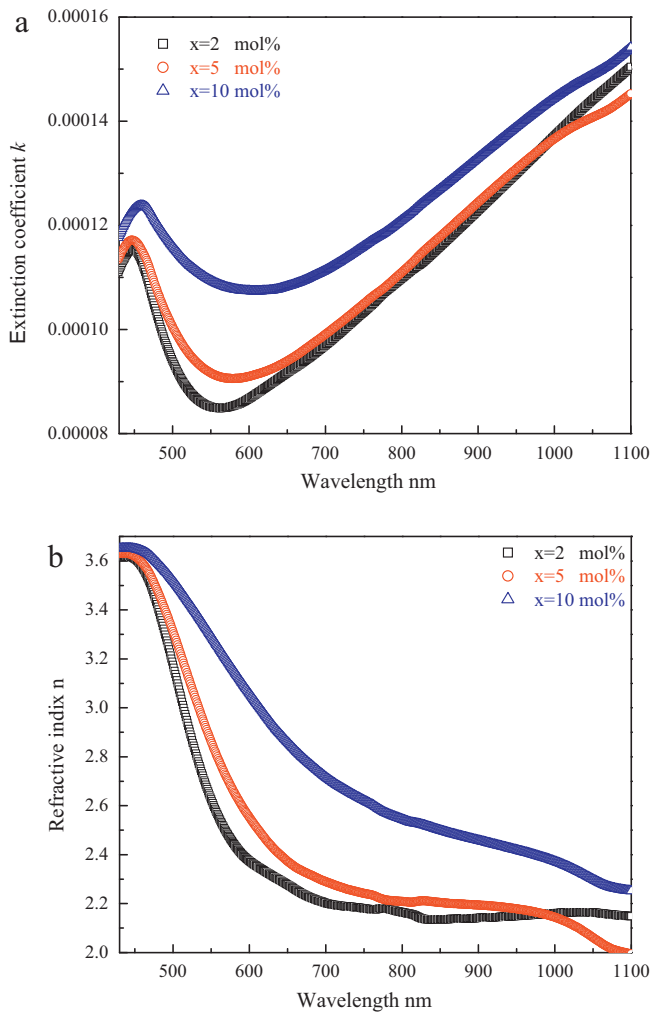 a
0.00016
0.00014
0.00012
0.00010
0.00008
Extinction coefficient k
x=2 mol%
x=5 mol%
x=10 mol%
500 600 700 800 900 1000 1100
Wavelength nm
b
3.6
3.4
3.2
3.0
2.8
2.6
2.4
2.2
2.0
Refractive indix n
x=2 mol%
x=5 mol%
x=10 mol%
500 600 700 800 900 1000 1100
Wavelength nm